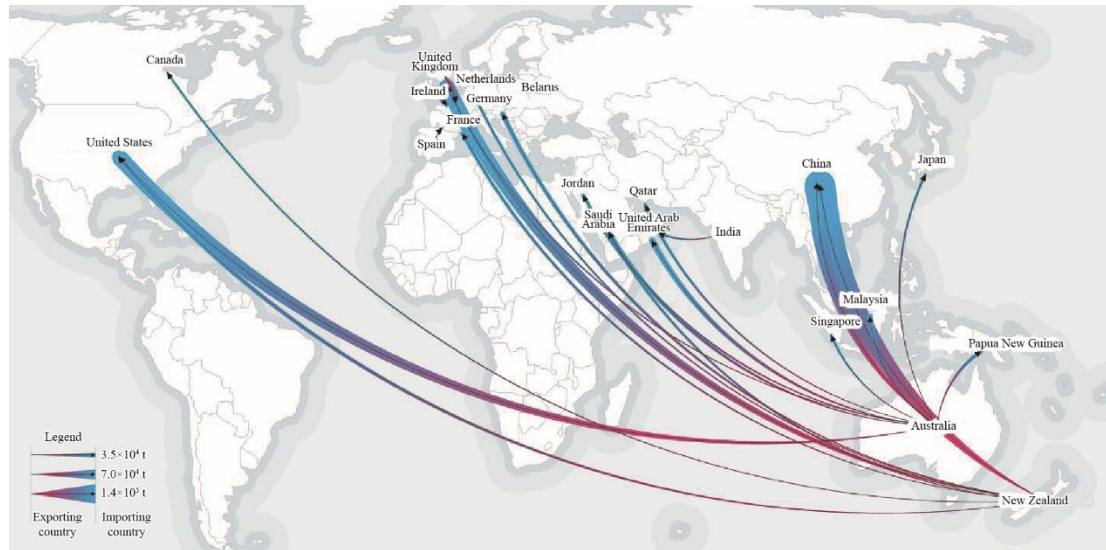 Canada
United
Kingdom
Netherlands
Ireland
Germany
Belarus
France
United States
Spain
China
Japan
Jordan
Qatar
Saudi
Arabia
United Arab
Emirates
India
Malaysia
Singapore
Papua New Guinea
Australia
New Zealand
Legend
3.5×10⁴ t
7.0×10⁴ t
1.4×10⁵ t
Exporting
country
Importing
country